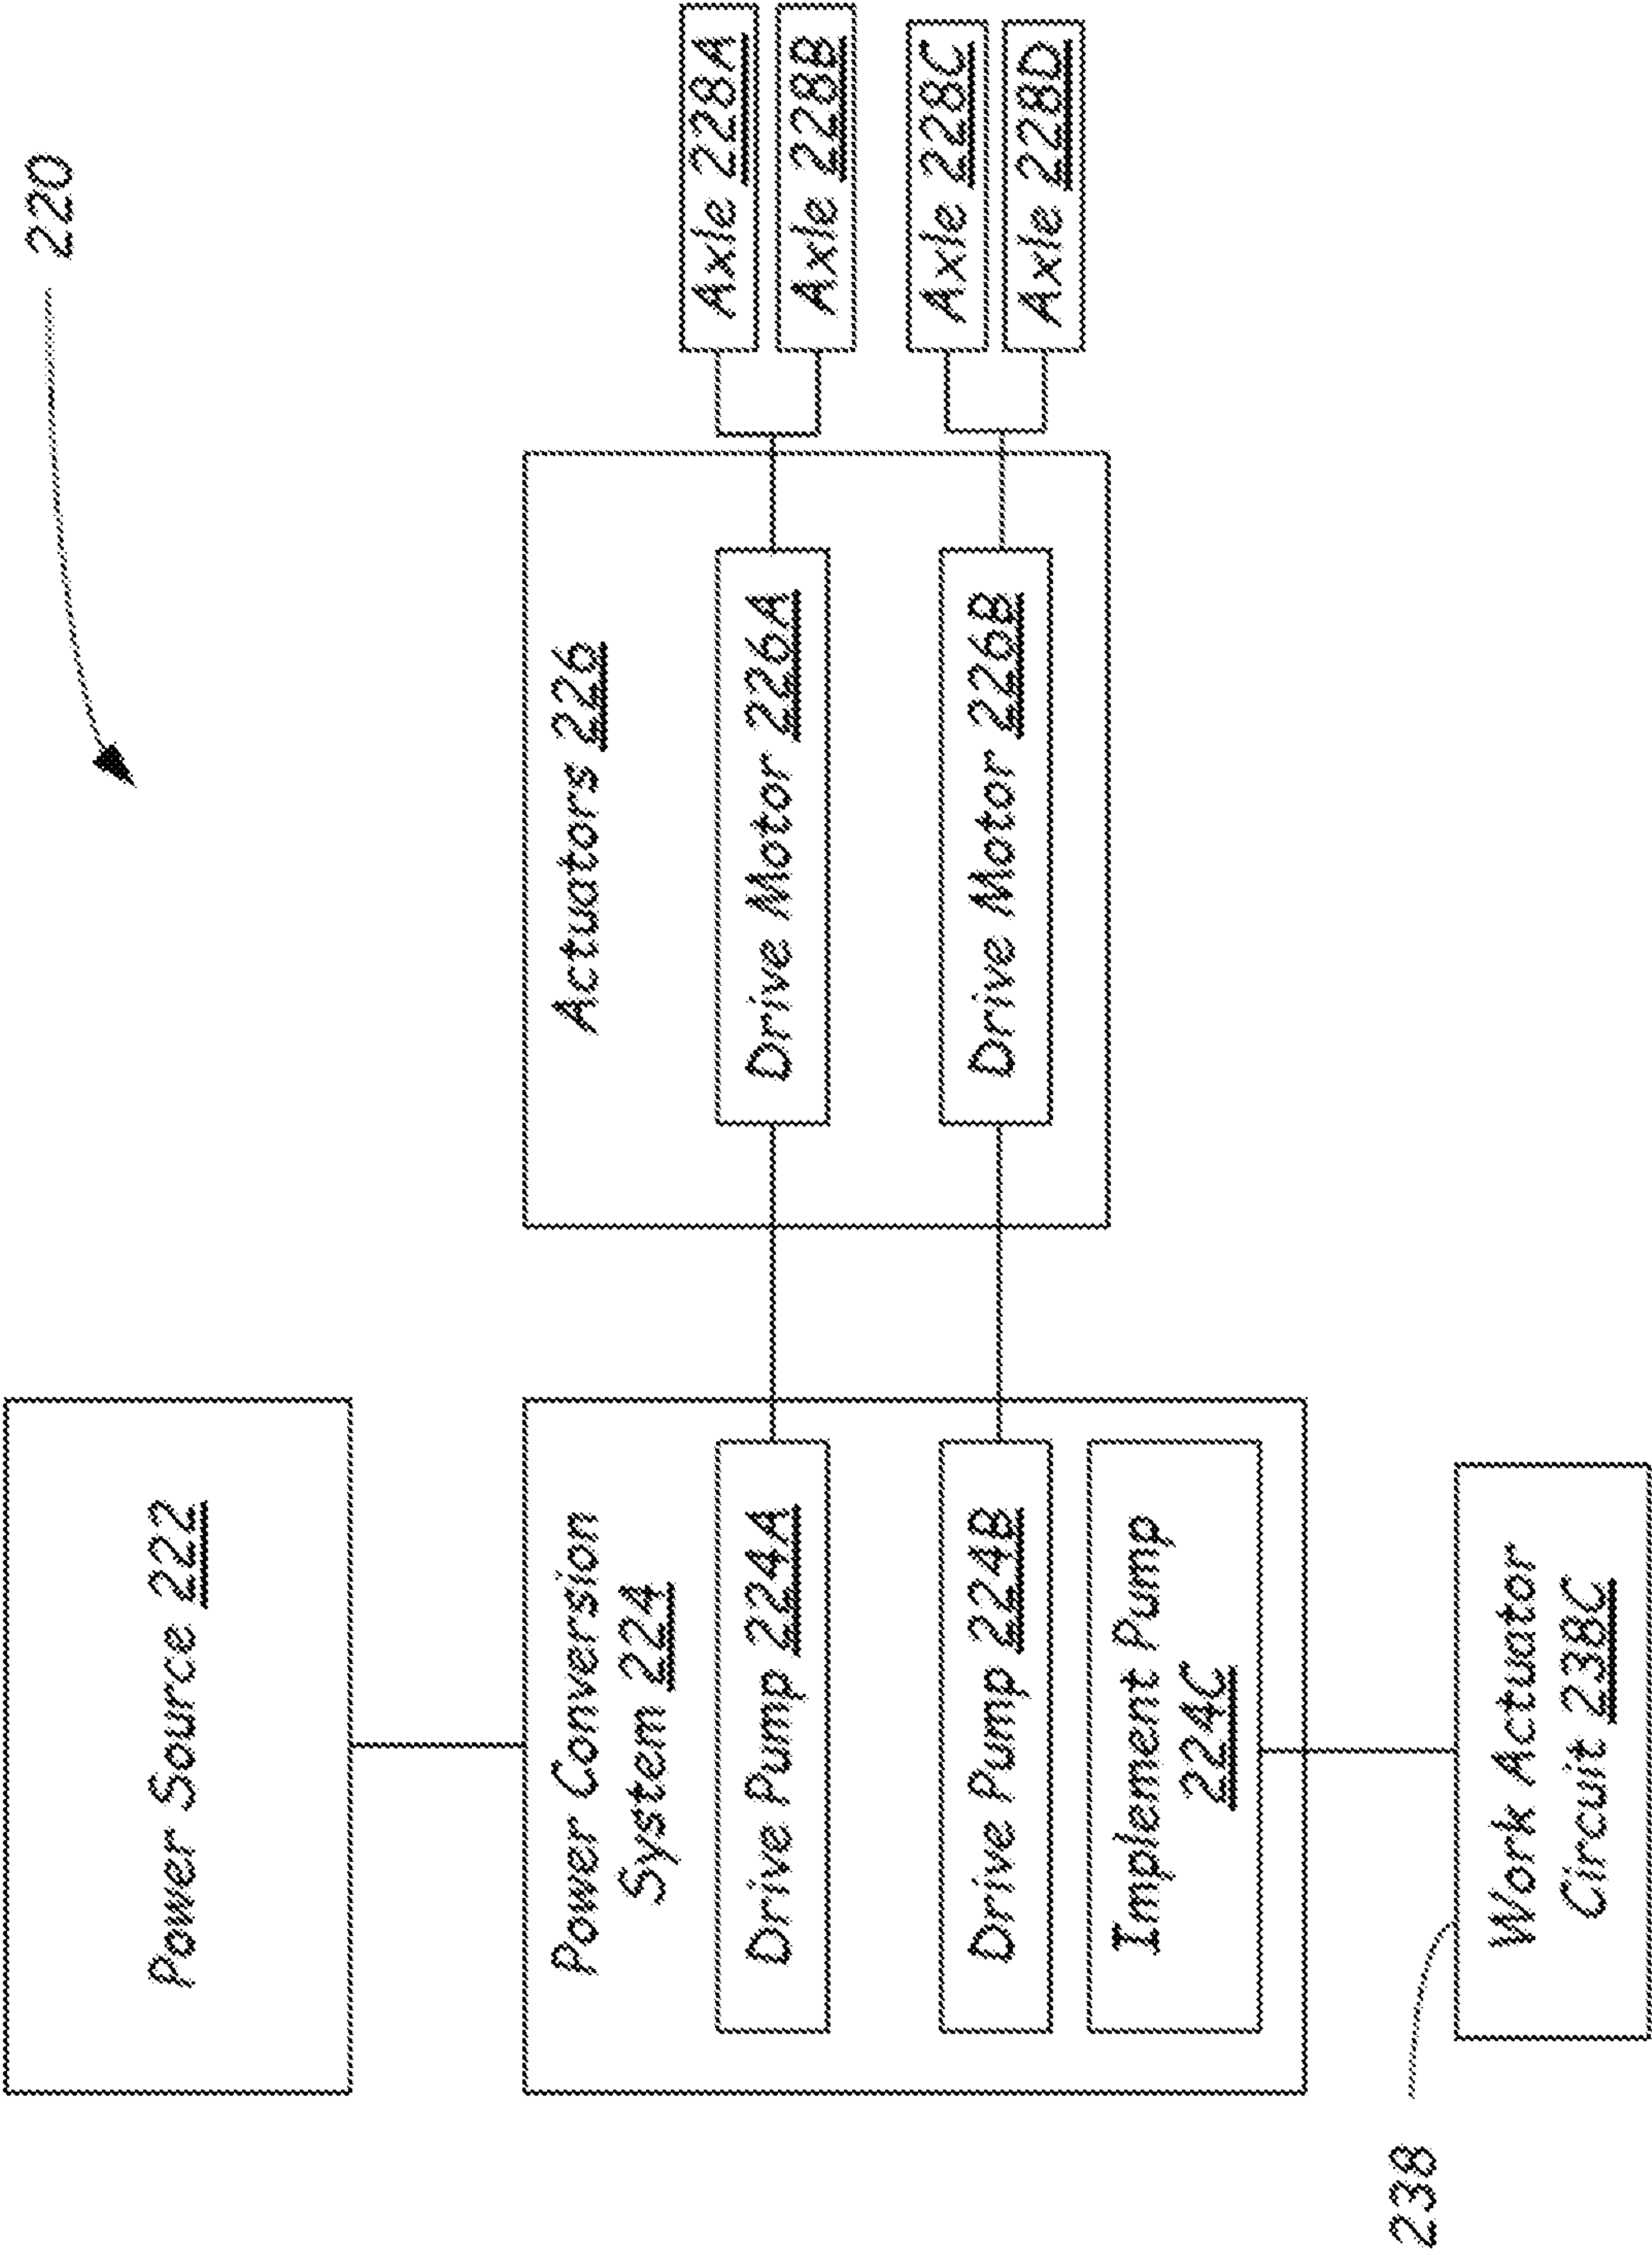 220
Power Source 222
Power Conversion
System 224
Drive Pump 224A
Drive Pump 224B
Implement Pump
224C
Actuators 226
Drive Motor 226A
Drive Motor 226B
Axle 228A
Axle 228B
Axle 228C
Axle 228D
238
Work Actuator
Circuit 238C